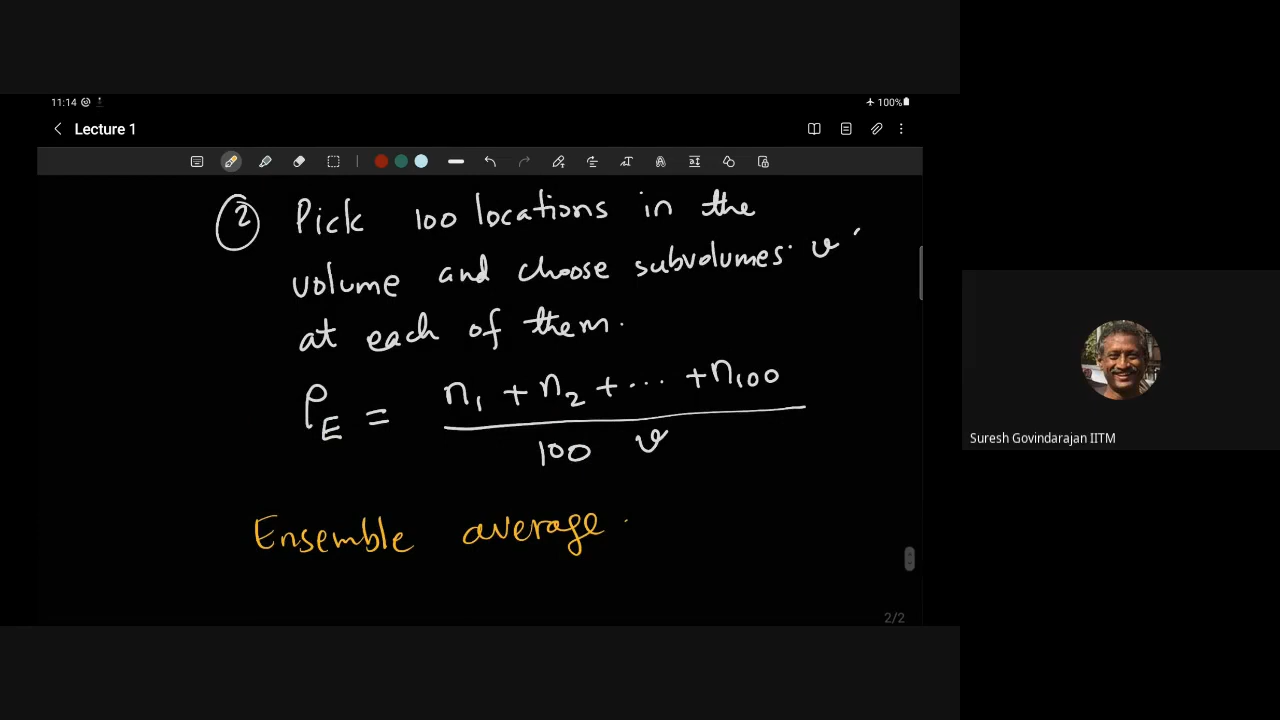 11:14
100%
Lecture 1
② Pick 100 locations in the
volume and choose subvolumes v
at each of them.
ρ_E = (n₁ + n₂ + ... + n₁₀₀) / (100 v)
Ensemble average.
2/2
Suresh Govindarajan IITM